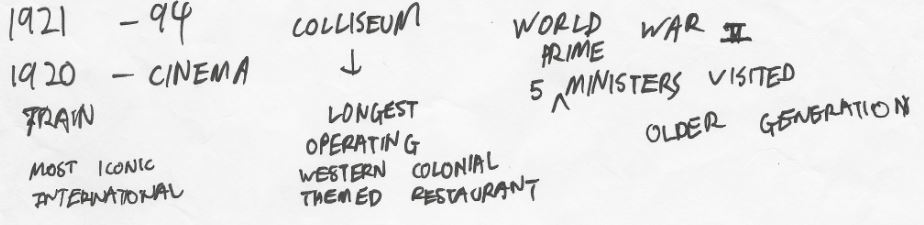 1921 - 94
1920 - CINEMA
TRAIN
MOST ICONIC
INTERNATIONAL
COLLISEUM
↓
LONGEST
OPERATING
WESTERN COLONIAL
THEMED RESTAURANT
WORLD WAR II
PRIME
5 ^ MINISTERS VISITED
OLDER GENERATION